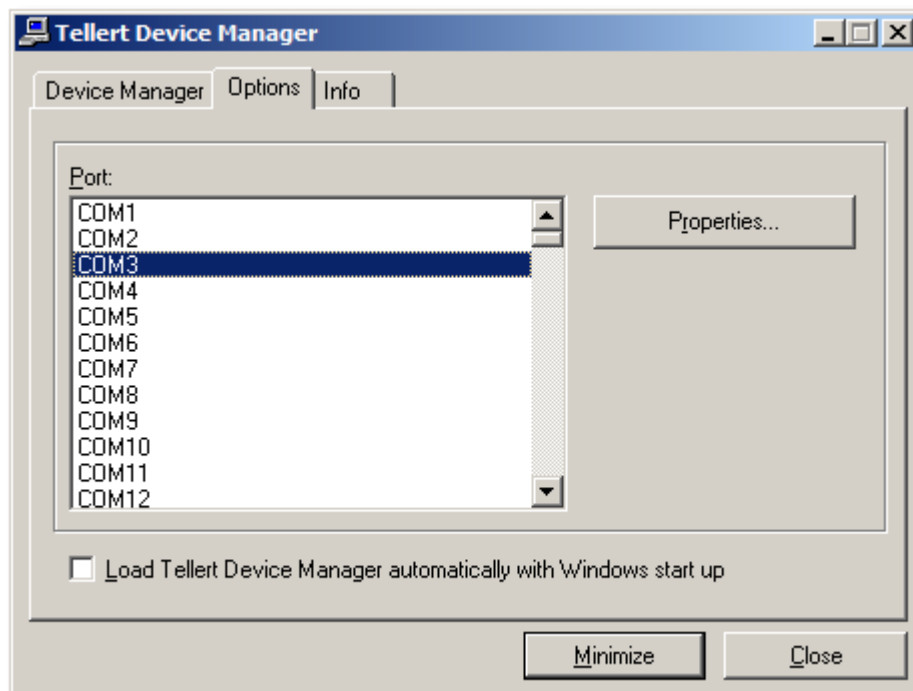 Tellert Device Manager
Device Manager Options Info
Port:
COM1
Properties...
COM2
COM3
COM4
COM5
COM6
COM7
COM8
COM9
COM10
COM11
COM12
Load Tellert Device Manager automatically with Windows start up
Minimize Close